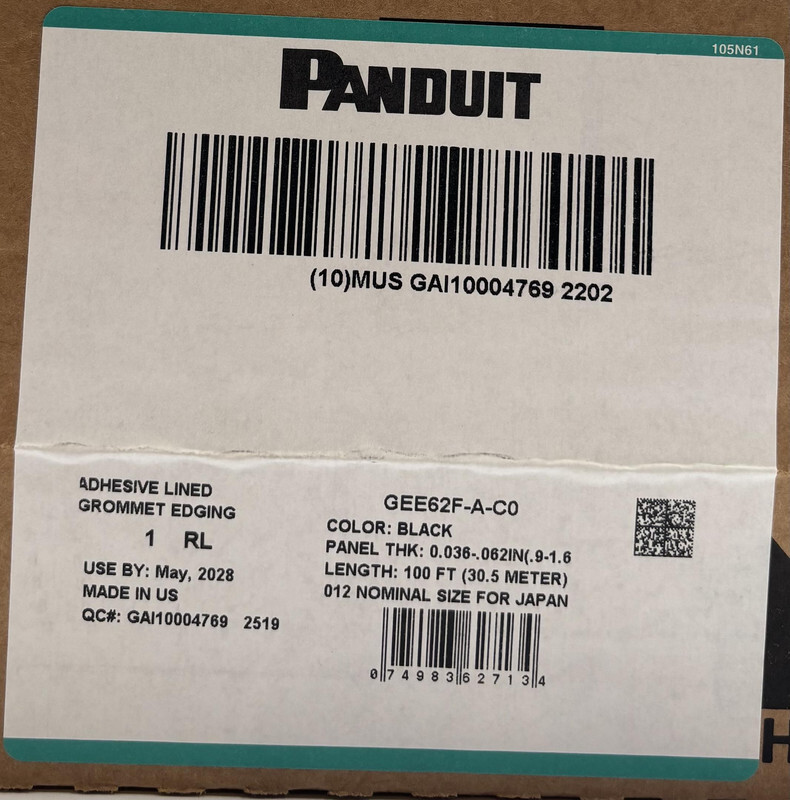 105N61
PANDUIT
(10)MUS GAI10004769 2202
ADHESIVE LINED
GROMMET EDGING
1 RL
USE BY: May, 2028
MADE IN US
QC#: GAI10004769 2519
GEE62F-A-C0
COLOR: BLACK
PANEL THK: 0.036-.062IN(.9-1.6
LENGTH: 100 FT (30.5 METER)
012 NOMINAL SIZE FOR JAPAN
0 74983 62713 4
H